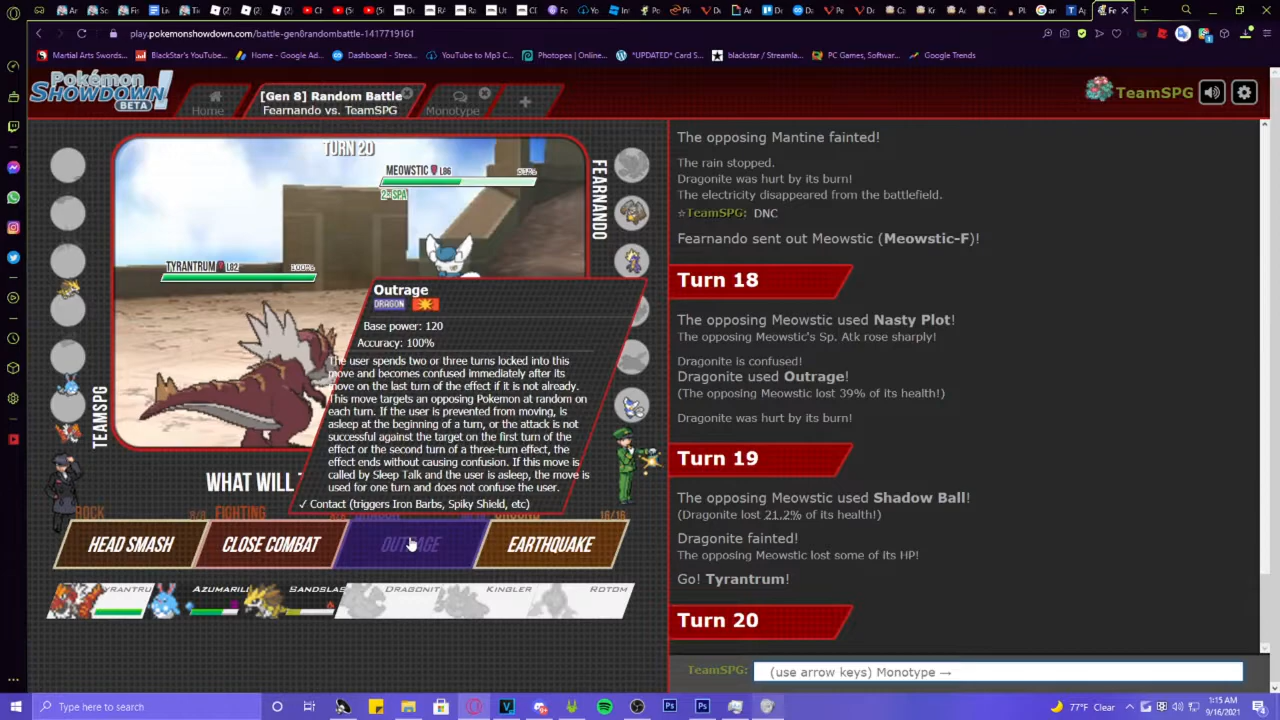 play.pokemonshowdown.com/battle-gen8randombattle-1417719161
Martial Arts Swords...
BlackStar's YouTube...
Home - Google Ad...
Dashboard - Strea...
YouTube to Mp3 C...
Photopea | Online...
*UPDATED* Card S...
blackstar / Streamla...
PC Games, Softwar...
Google Trends
Pokémon
SHOWDOWN!
BETA
Home
[Gen 8] Random Battle
Fearnando vs. TeamSPG
Monotype
TeamSPG
TURN 20
MEOWSTIC L86
2× SPA
FEARNANDO
TYRANTRUM L82
100%
TEAMSPG
Outrage
DRAGON
Base power: 120
Accuracy: 100%
The user spends two or three turns locked into this
move and becomes confused immediately after its
move on the last turn of the effect if it is not already.
This move targets an opposing Pokemon at random on
each turn. If the user is prevented from moving, is
asleep at the beginning of a turn, or the attack is not
successful against the target on the first turn of the
effect or the second turn of a three-turn effect, the
effect ends without causing confusion. If this move is
called by Sleep Talk and the user is asleep, the move is
used for one turn and does not confuse the user.
✓ Contact (triggers Iron Barbs, Spiky Shield, etc)
WHAT WILL
ROCK
8/8
FIGHTING
GROUND
16/16
HEAD SMASH
CLOSE COMBAT
OUTRAGE
EARTHQUAKE
TYRANTRU
AZUMARILL
SANDSLAS
DRAGONIT
KINGLER
ROTOM
The opposing Mantine fainted!
The rain stopped.
Dragonite was hurt by its burn!
The electricity disappeared from the battlefield.
☆TeamSPG: DNC
Fearnando sent out Meowstic (Meowstic-F)!
Turn 18
The opposing Meowstic used Nasty Plot!
The opposing Meowstic's Sp. Atk rose sharply!
Dragonite is confused!
Dragonite used Outrage!
(The opposing Meowstic lost 39% of its health!)
Dragonite was hurt by its burn!
Turn 19
The opposing Meowstic used Shadow Ball!
(Dragonite lost 21.2% of its health!)
Dragonite fainted!
The opposing Meowstic lost some of its HP!
Go! Tyrantrum!
Turn 20
TeamSPG:
(use arrow keys) Monotype →
Type here to search
77°F Clear
1:15 AM
9/16/2021